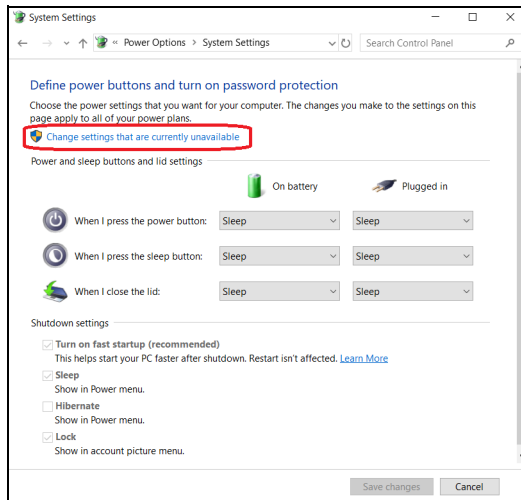 System Settings
« Power Options > System Settings
Search Control Panel
Define power buttons and turn on password protection
Choose the power settings that you want for your computer. The changes you make to the settings on this
page apply to all of your power plans.
Change settings that are currently unavailable
Power and sleep buttons and lid settings
On battery Plugged in
When I press the power button: Sleep Sleep
When I press the sleep button: Sleep Sleep
When I close the lid: Sleep Sleep
Shutdown settings
Turn on fast startup (recommended)
This helps start your PC faster after shutdown. Restart isn't affected. Learn More
Sleep
Show in Power menu.
Hibernate
Show in Power menu.
Lock
Show in account picture menu.
Save changes Cancel